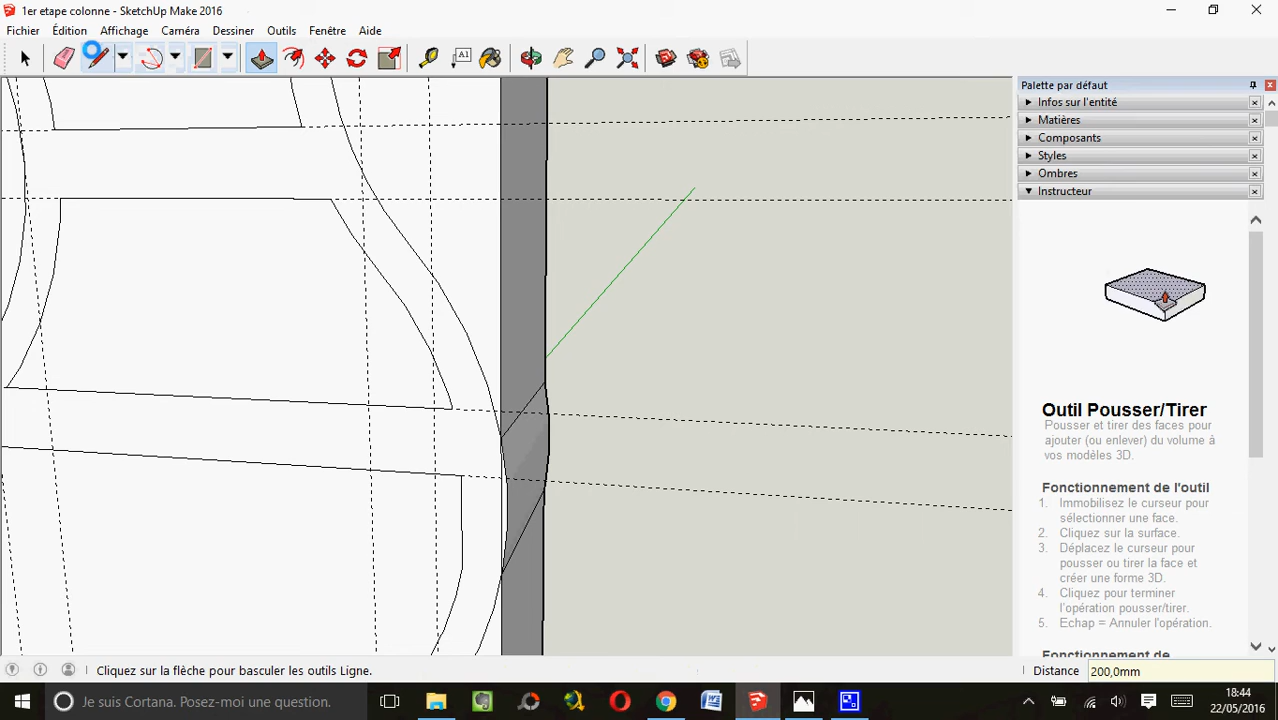 1er etape colonne - SketchUp Make 2016
Fichier Édition Affichage Caméra Dessiner Outils Fenêtre Aide
A1
Palette par défaut
Infos sur l'entité
Matières
Composants
Styles
Ombres
Instructeur
Outil Pousser/Tirer
Pousser et tirer des faces pour
ajouter (ou enlever) du volume à
vos modèles 3D.
Fonctionnement de l'outil
1. Immobilisez le curseur pour
sélectionner une face.
2. Cliquez sur la surface.
3. Déplacez le curseur pour
pousser ou tirer la face et
créer une forme 3D.
4. Cliquez pour terminer
l'opération pousser/tirer.
5. Echap = Annuler l'opération.
Fonctionnement de
Cliquez sur la flèche pour basculer les outils Ligne.
Distance 200,0mm
Je suis Cortana. Posez-moi une question.
18:44
22/05/2016